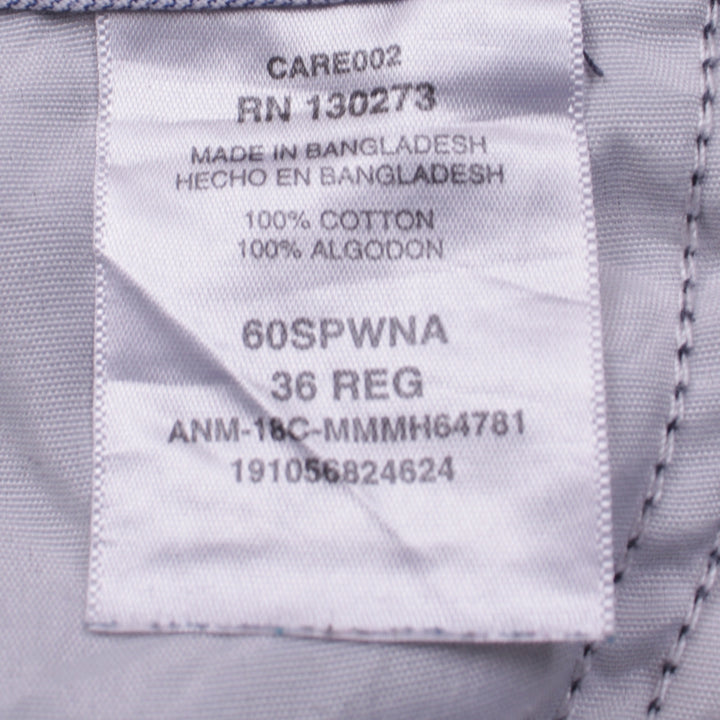 CARE002
RN 130273
MADE IN BANGLADESH
HECHO EN BANGLADESH
100% COTTON
100% ALGODON
60SPWNA
36 REG
ANM-18C-MMMH64781
191056824624